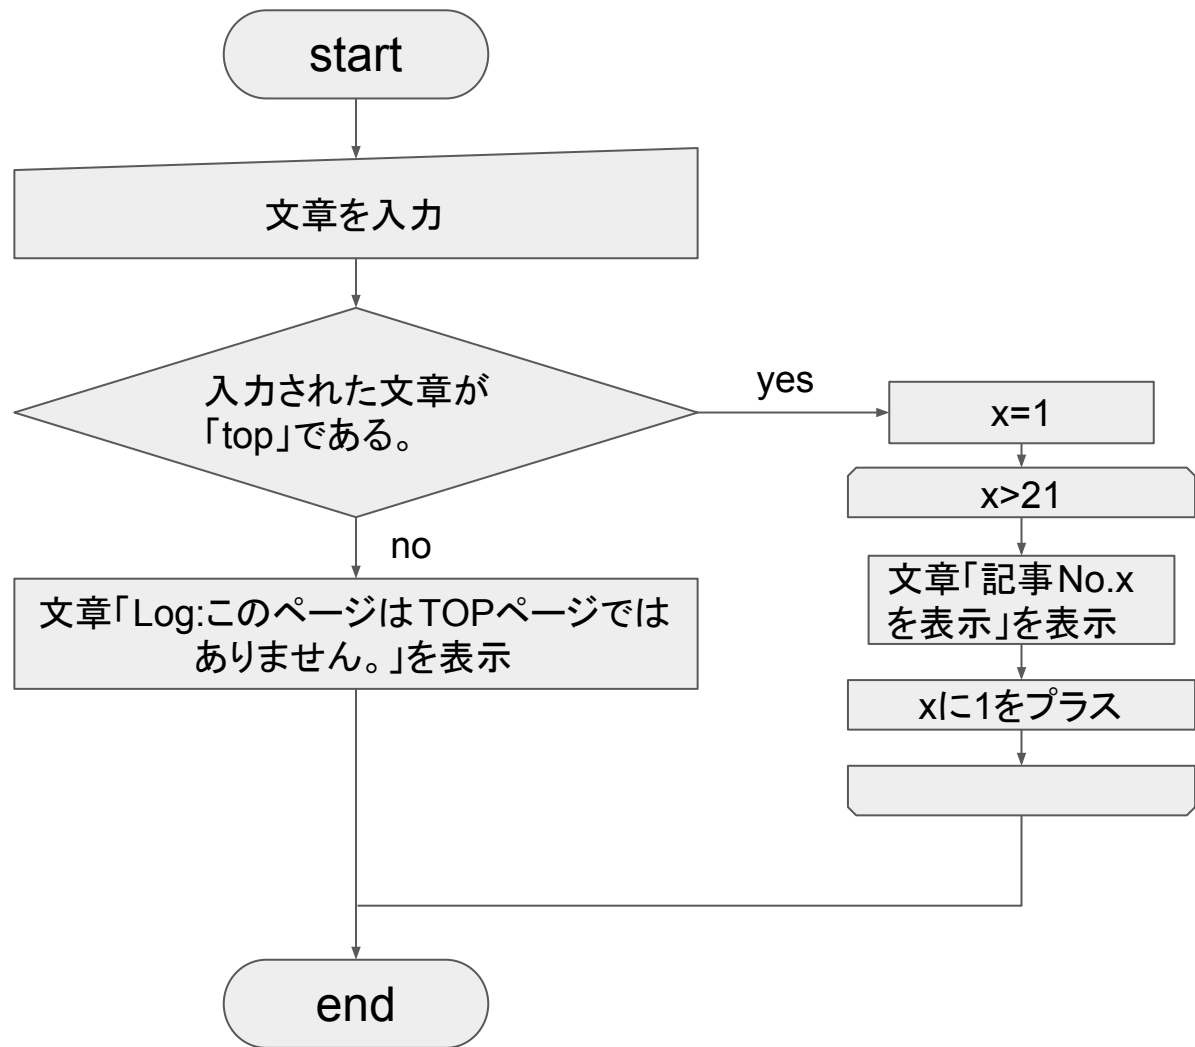 start
文章を入力
入力された文章が
「top」である。
yes
no
文章「Log:このページはTOPページでは
ありません。」を表示
x=1
x>21
文章「記事No.x
を表示」を表示
xに1をプラス
end